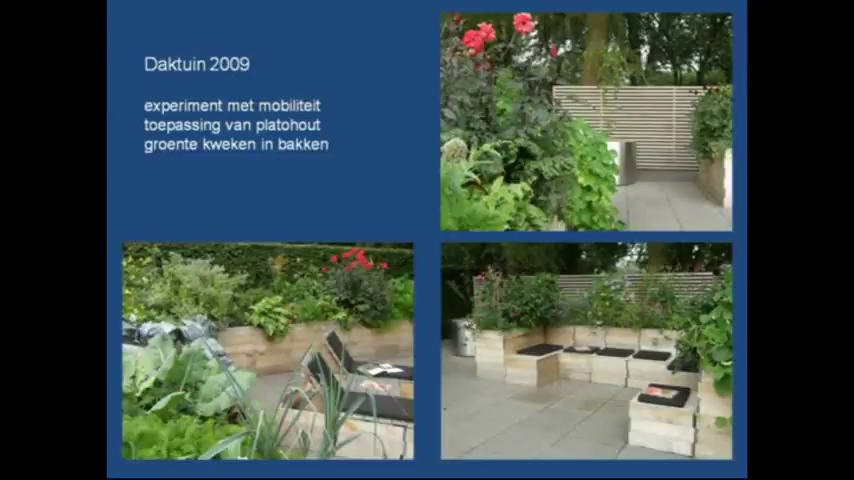 Daktuin 2009
experiment met mobiliteit
toepassing van platohout
groente kweken in bakken